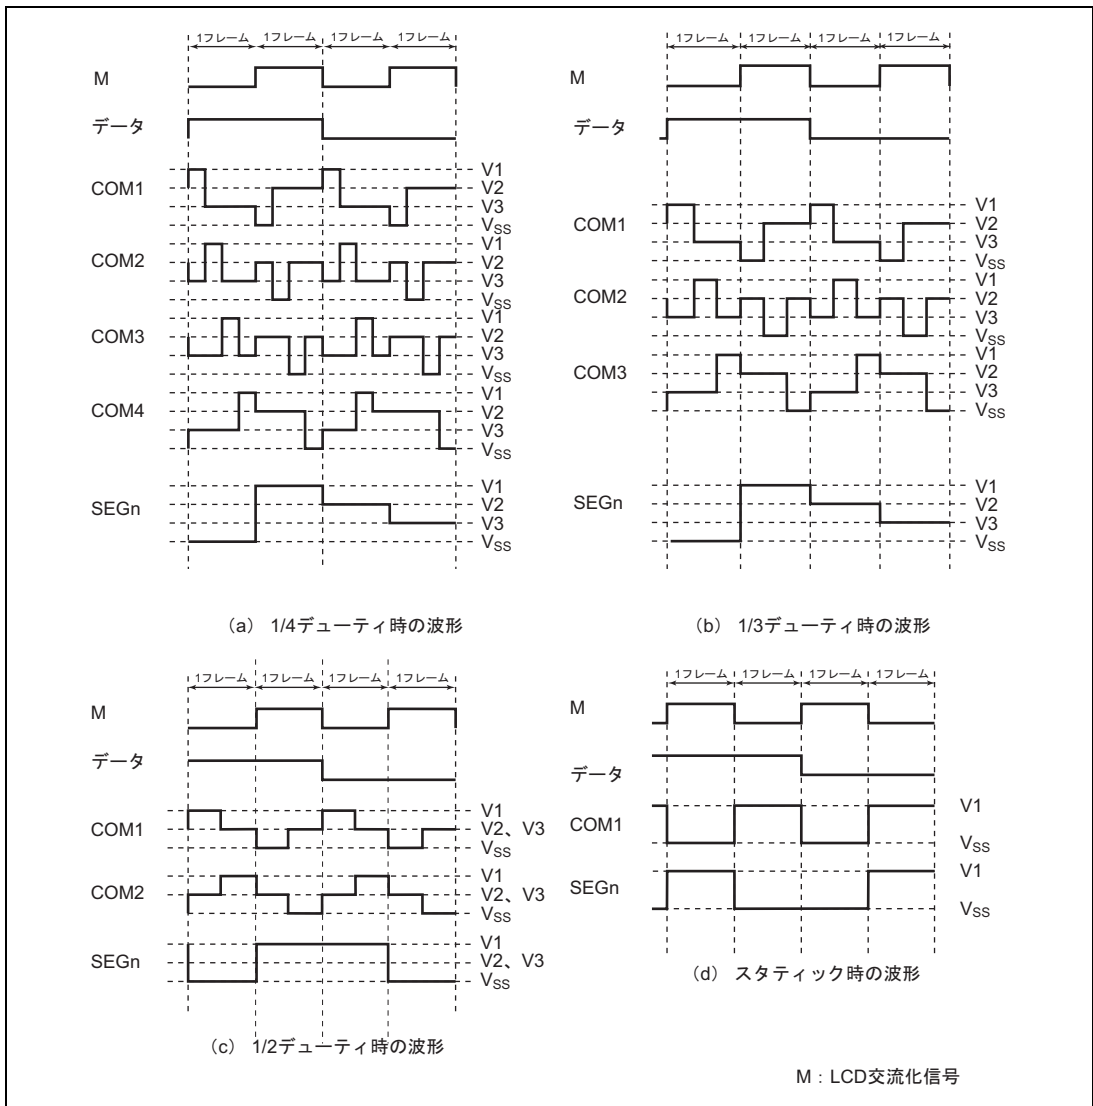 1フレーム 1フレーム 1フレーム 1フレーム
M
データ
COM1
V1
V2
V3
VSS
COM2
V1
V2
V3
VSS
COM3
V1
V2
V3
VSS
COM4
V1
V2
V3
VSS
SEGn
V1
V2
V3
VSS
(a) 1/4デューティ時の波形
1フレーム 1フレーム 1フレーム 1フレーム
M
データ
COM1
V1
V2
V3
VSS
COM2
V1
V2
V3
VSS
COM3
V1
V2
V3
VSS
SEGn
V1
V2
V3
VSS
(b) 1/3デューティ時の波形
1フレーム 1フレーム 1フレーム 1フレーム
M
データ
COM1
V1
V2、V3
VSS
COM2
V1
V2、V3
VSS
SEGn
V1
V2、V3
VSS
(c) 1/2デューティ時の波形
1フレーム 1フレーム 1フレーム 1フレーム
M
データ
COM1
V1
VSS
SEGn
V1
VSS
(d) スタティック時の波形
M：LCD交流化信号